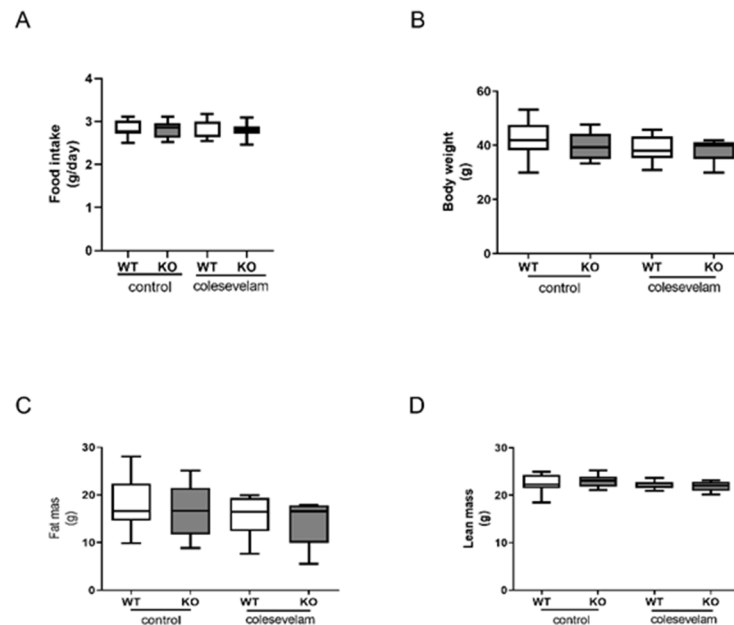 A
Food intake
(g/day)
4
3
2
1
0
WT KO WT KO
control colesevelam
B
Body weight
(g)
60
40
20
0
WT KO WT KO
control colesevelam
C
Fat mas
(g)
30
20
10
0
WT KO WT KO
control colesevelam
D
Lean mass
(g)
30
20
10
0
WT KO WT KO
control colesevelam